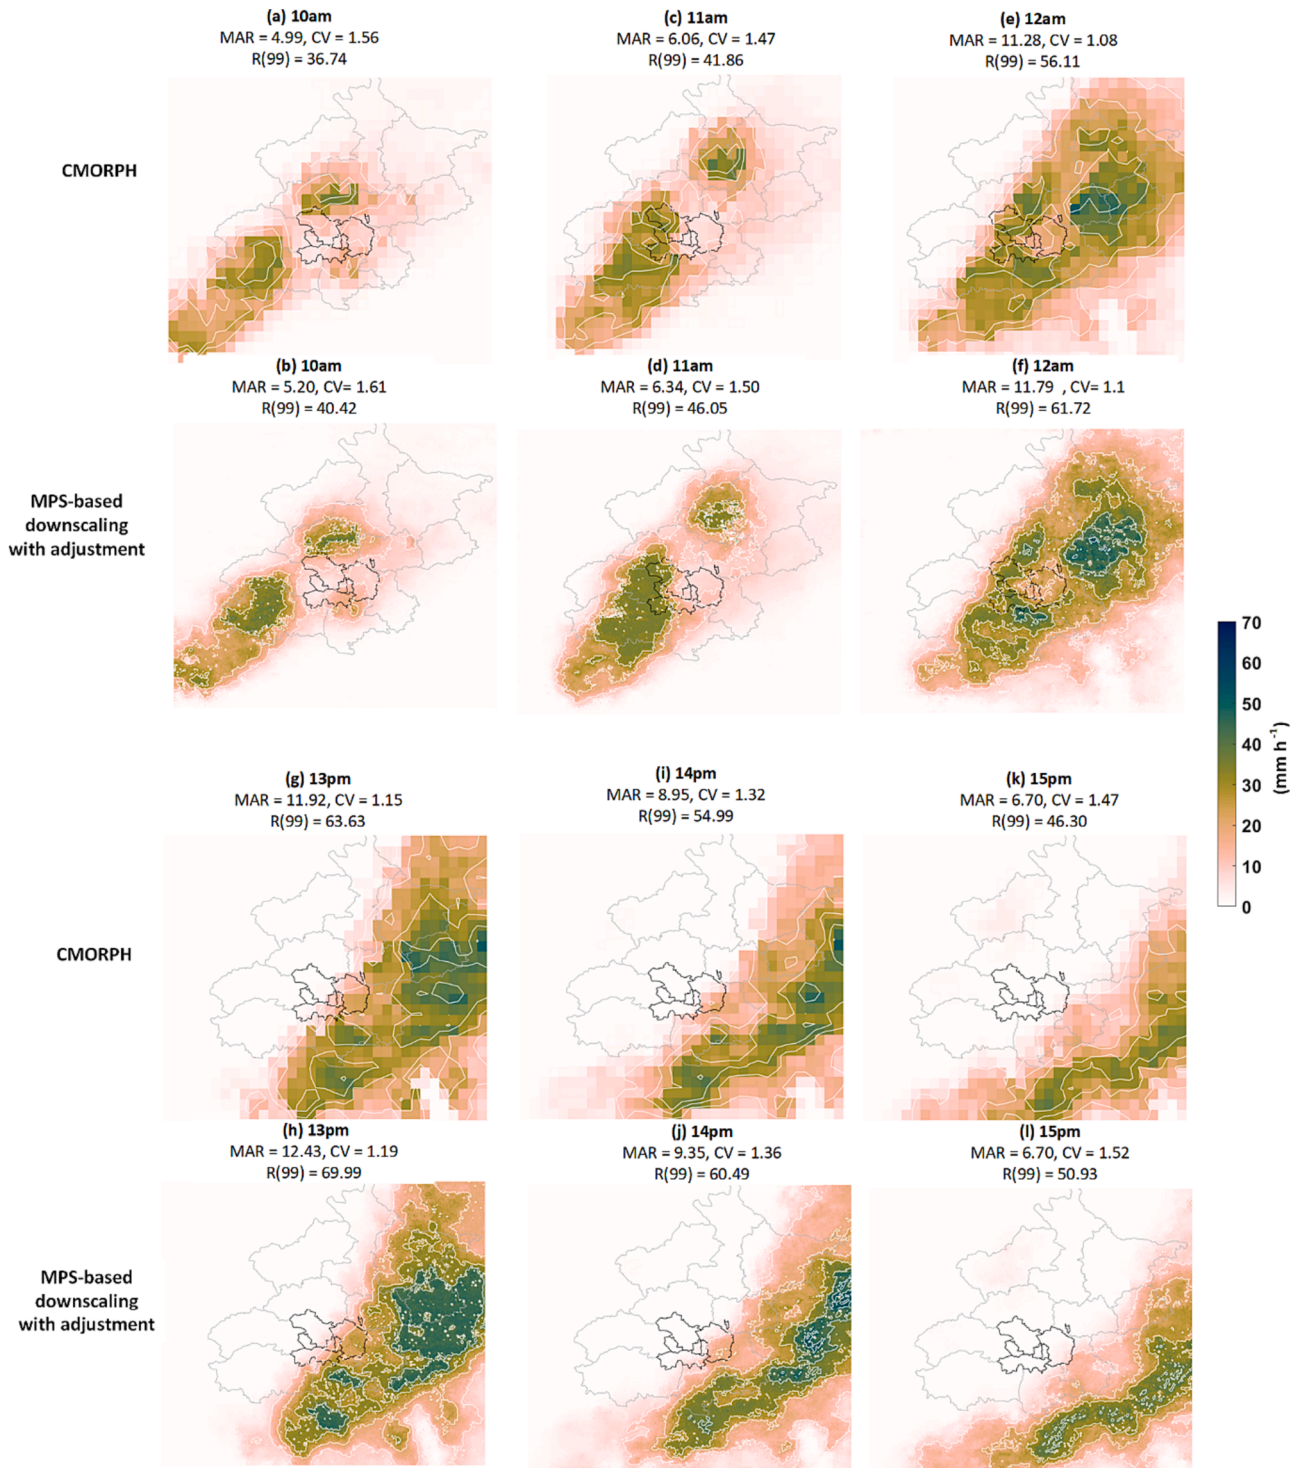 (a) 10am
MAR = 4.99, CV = 1.56
R(99) = 36.74
(c) 11am
MAR = 6.06, CV = 1.47
R(99) = 41.86
(e) 12am
MAR = 11.28, CV = 1.08
R(99) = 56.11
CMORPH
(b) 10am
MAR = 5.20, CV= 1.61
R(99) = 40.42
(d) 11am
MAR = 6.34, CV = 1.50
R(99) = 46.05
(f) 12am
MAR = 11.79 , CV= 1.1
R(99) = 61.72
MPS-based
downscaling
with adjustment
70
60
50
40
30
20
10
0
(mm h⁻¹)
(g) 13pm
MAR = 11.92, CV = 1.15
R(99) = 63.63
(i) 14pm
MAR = 8.95, CV = 1.32
R(99) = 54.99
(k) 15pm
MAR = 6.70, CV = 1.47
R(99) = 46.30
CMORPH
(h) 13pm
MAR = 12.43, CV = 1.19
R(99) = 69.99
(j) 14pm
MAR = 9.35, CV = 1.36
R(99) = 60.49
(l) 15pm
MAR = 6.70, CV = 1.52
R(99) = 50.93
MPS-based
downscaling
with adjustment